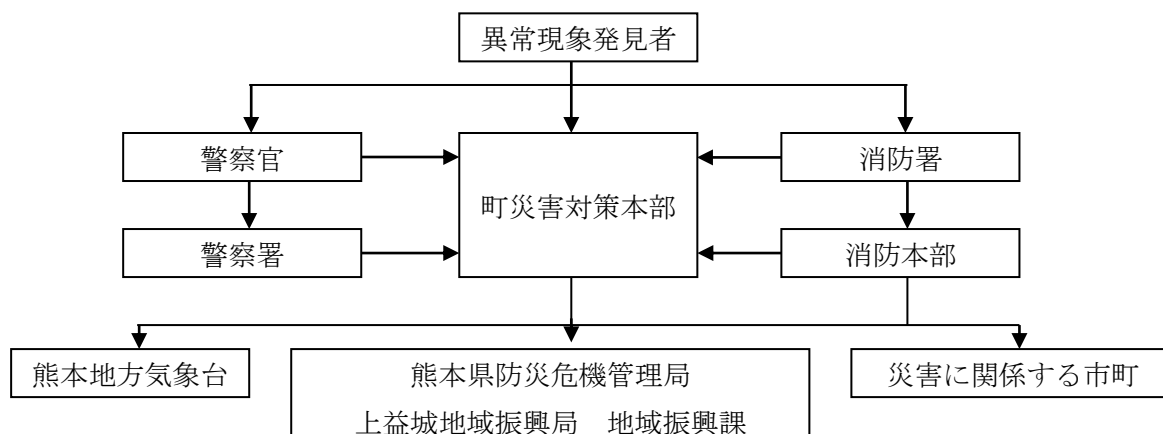 異常現象発見者
警察官
消防署
町災害対策本部
警察署
消防本部
熊本地方気象台
熊本県防災危機管理局
上益城地域振興局　地域振興課
災害に関係する市町